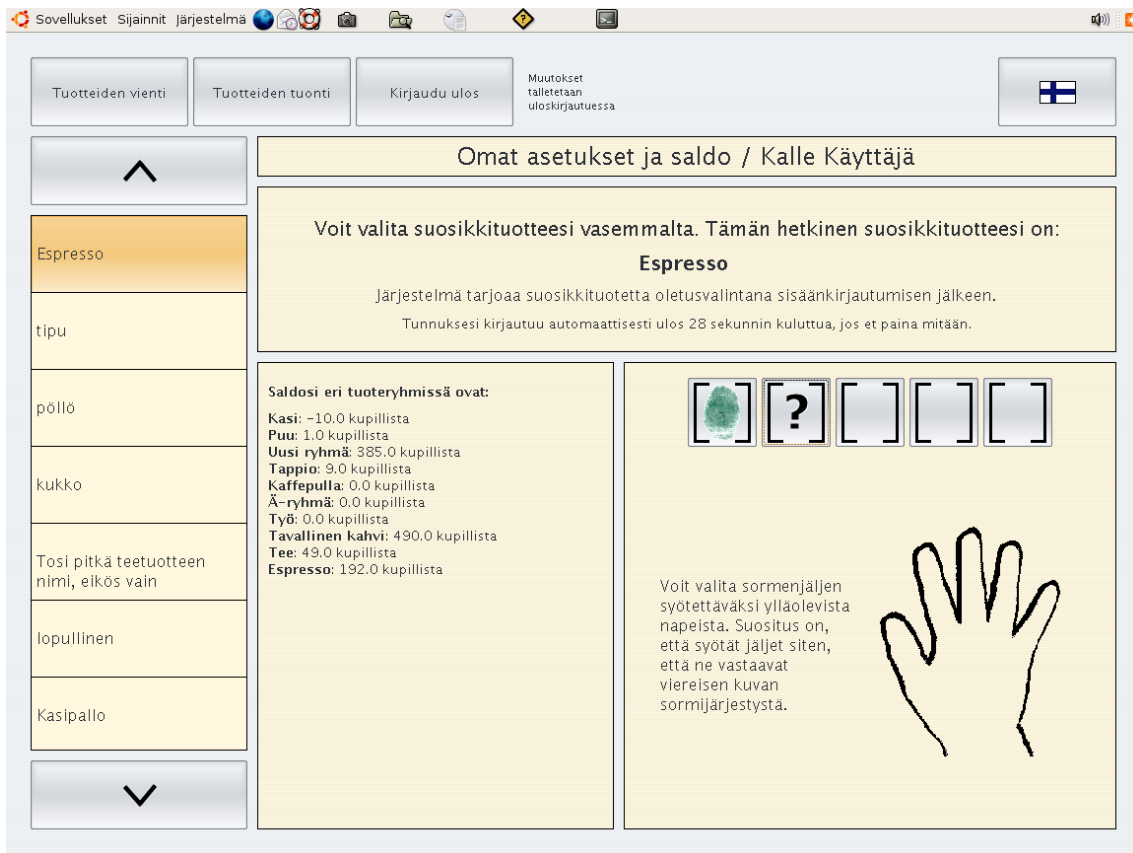 Sovellukset Sijainnit Järjestelmä
Tuotteiden vienti
Tuotteiden tuonti
Kirjaudu ulos
Muutokset
talletetaan
uloskirjautuessa
Omat asetukset ja saldo / Kalle Käyttäjä
Espresso
tipu
pöllö
kukko
Tosi pitkä teetuotteen
nimi, eikös vain
lopullinen
Kasipallo
Voit valita suosikkituotteesi vasemmalta. Tämän hetkinen suosikkituotteesi on:
Espresso
Järjestelmä tarjoaa suosikkituotetta oletusvalintana sisäänkirjautumisen jälkeen.
Tunnuksesi kirjautuu automaattisesti ulos 28 sekunnin kuluttua, jos et paina mitään.
Saldosi eri tuoteryhmissä ovat:
Kasi: -10.0 kupillista
Puu: 1.0 kupillista
Uusi ryhmä: 385.0 kupillista
Tappio: 9.0 kupillista
Kaffepulla: 0.0 kupillista
Ä-ryhmä: 0.0 kupillista
Työ: 0.0 kupillista
Tavallinen kahvi: 490.0 kupillista
Tee: 49.0 kupillista
Espresso: 192.0 kupillista
[ ] [?] [ ] [ ] [ ]
Voit valita sormenjäljen
syötettäväksi ylläolevista
napeista. Suositus on,
että syötät jäljet siten,
että ne vastaavat
viereisen kuvan
sormijärjestystä.